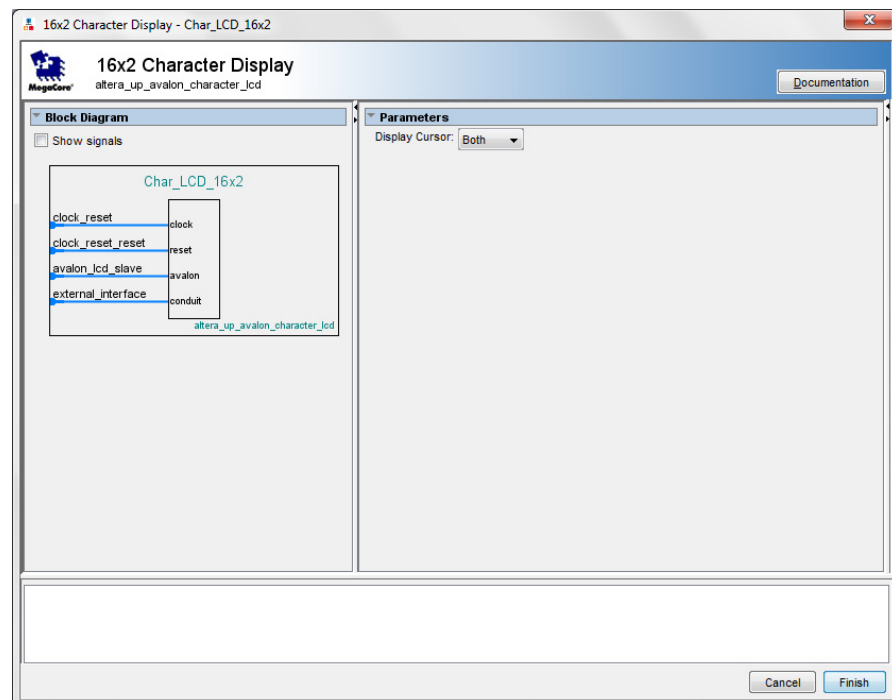 16x2 Character Display - Char_LCD_16x2
X
MegaCore'
16x2 Character Display
altera_up_avalon_character_lcd
Documentation
Block Diagram
Show signals
Char_LCD_16x2
clock_reset
clock
clock_reset_reset
reset
avalon_lcd_slave
avalon
external_interface
conduit
altera_up_avalon_character_lcd
Parameters
Display Cursor: Both
Cancel Finish